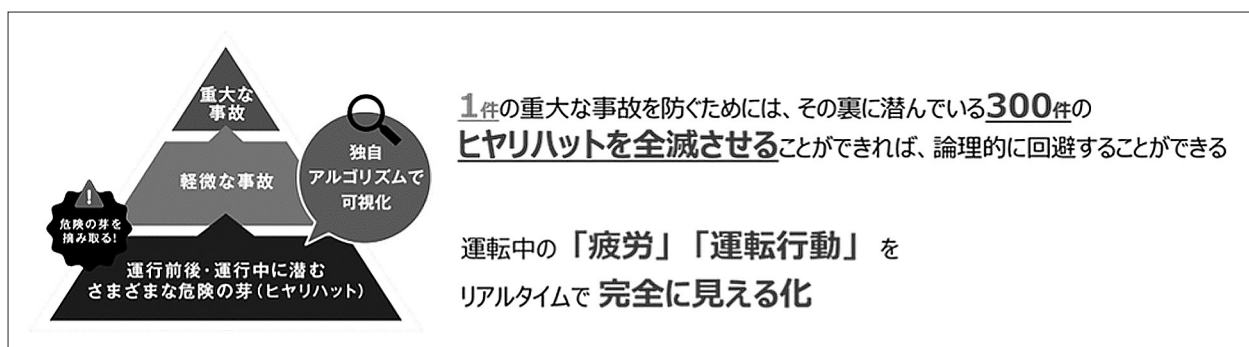 重大な
事故
軽微な事故
独自
アルゴリズムで
可視化
!
危険の芽を
摘み取る!
運行前後・運行中に潜む
さまざまな危険の芽(ヒヤリハット)
1件の重大な事故を防ぐためには、その裏に潜んでいる300件の
ヒヤリハットを全滅させることができれば、論理的に回避することができる
運転中の「疲労」「運転行動」を
リアルタイムで完全に見える化